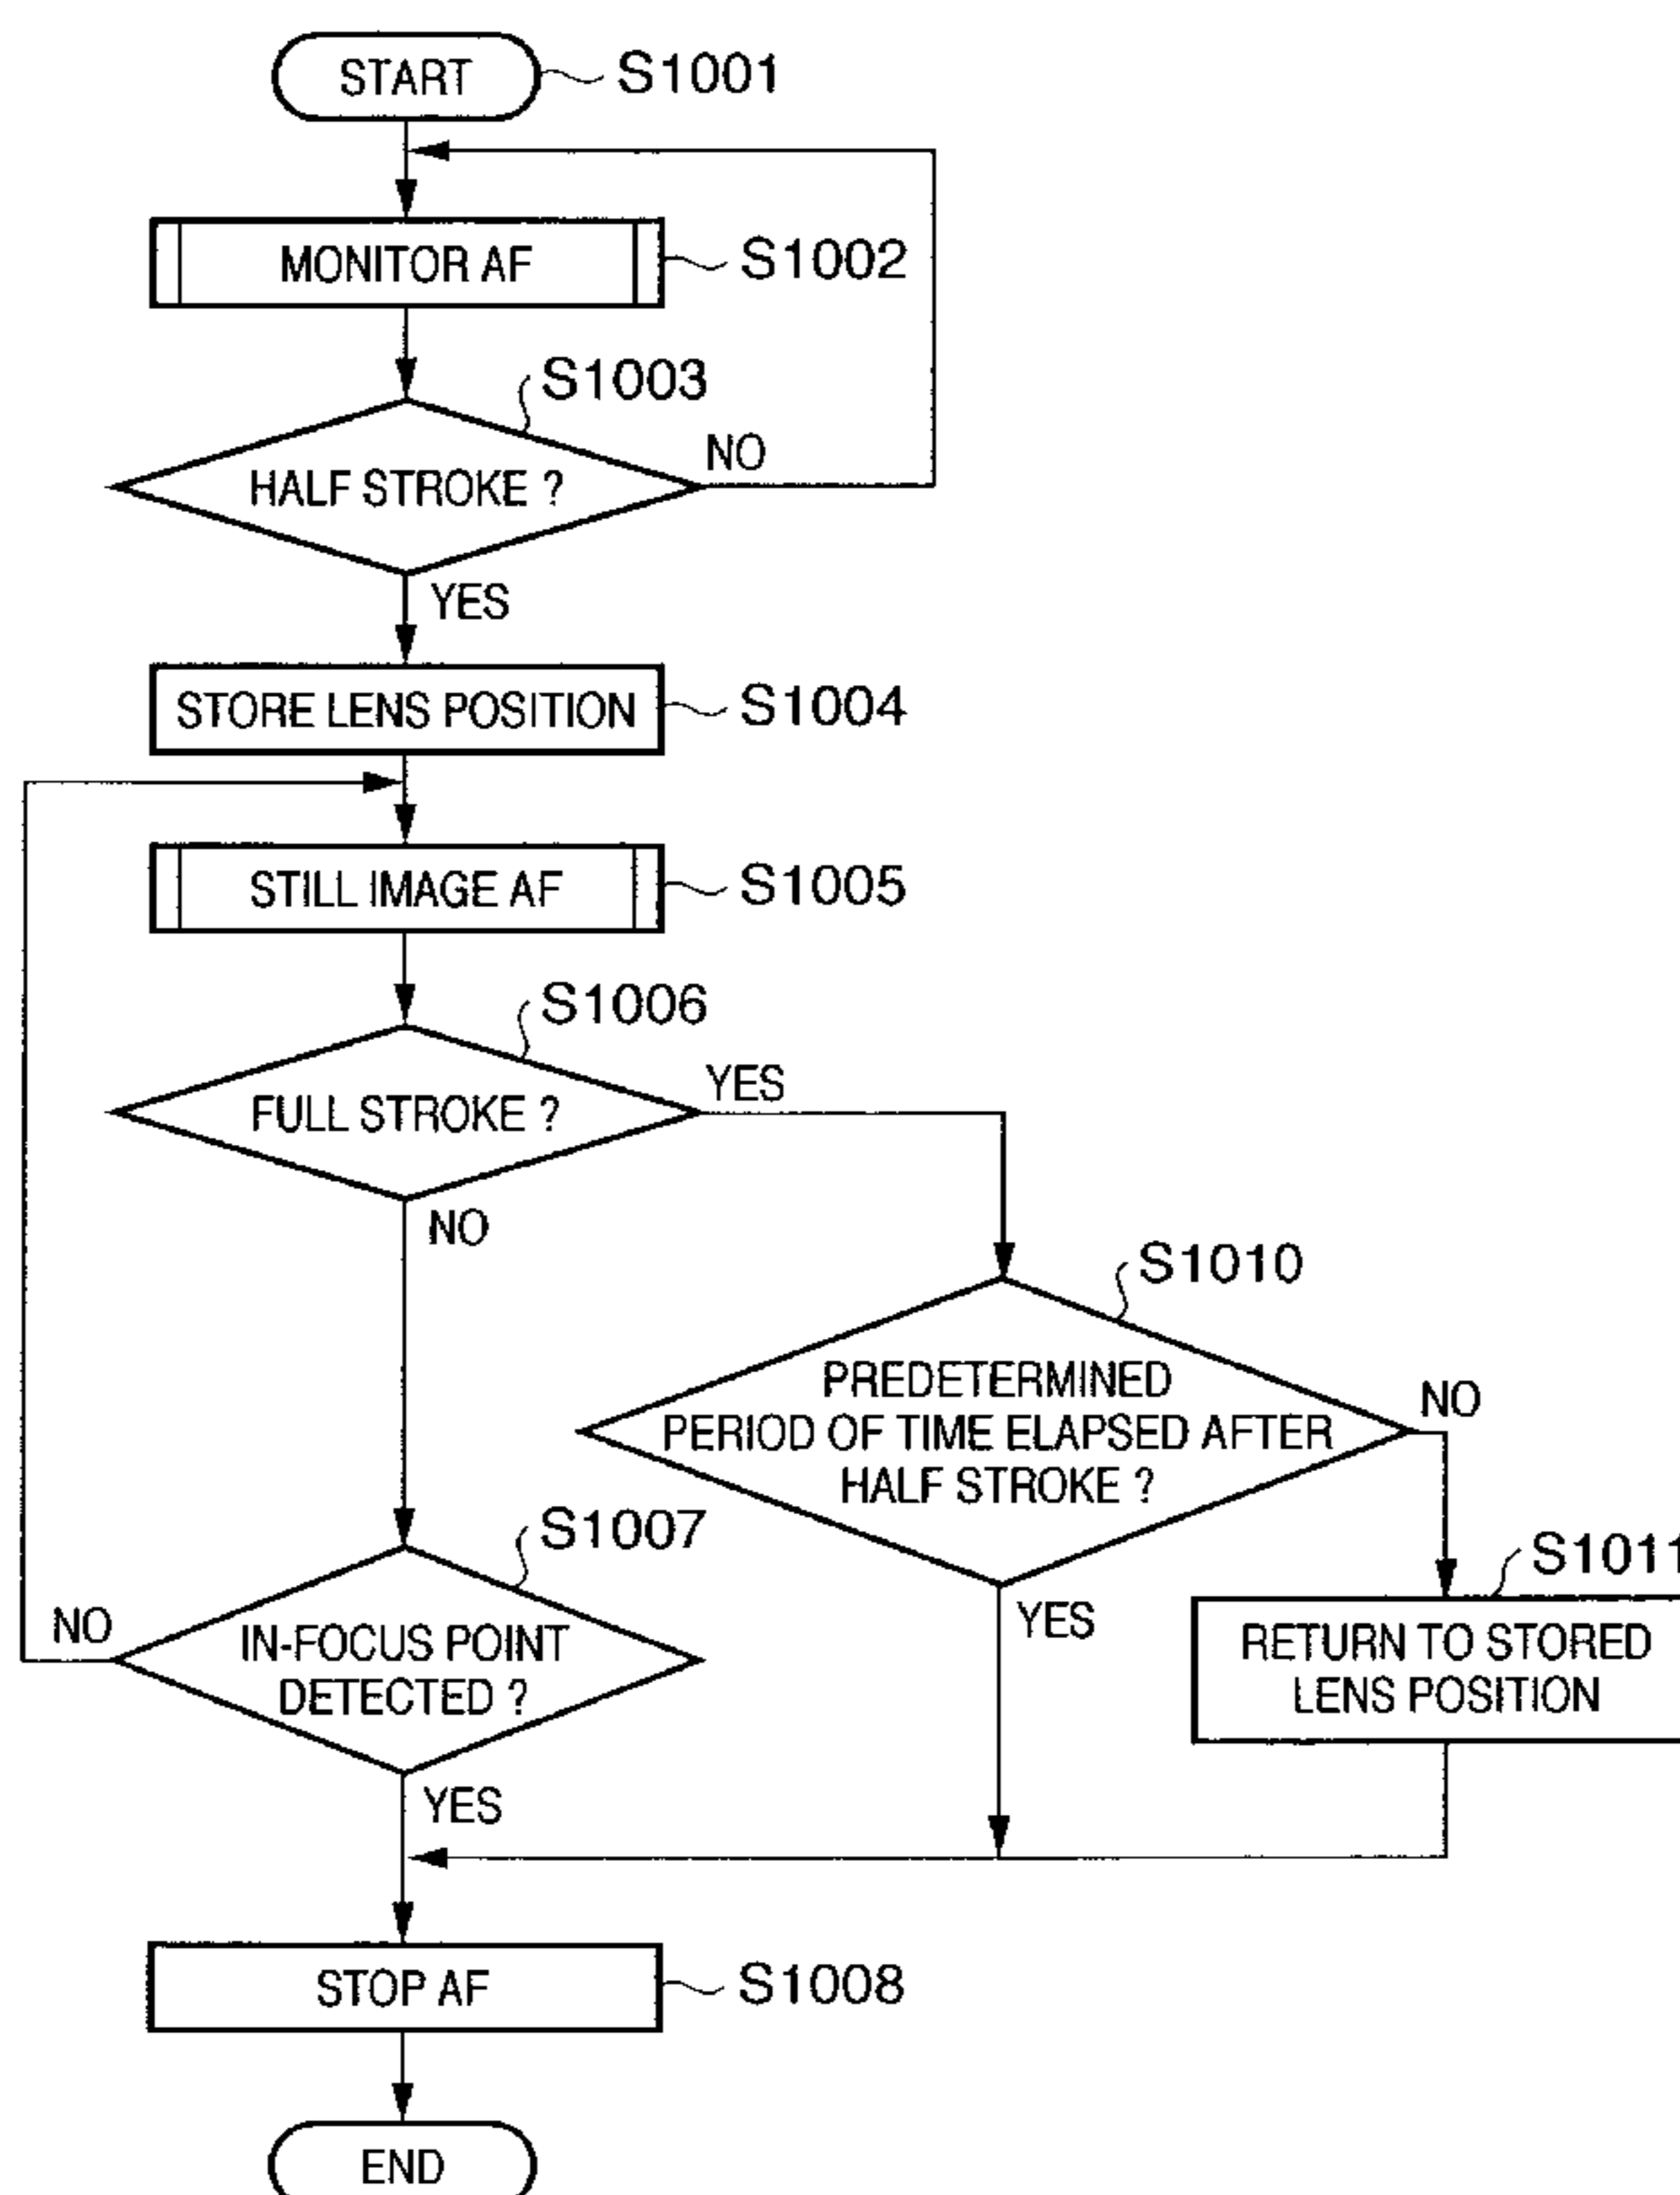 START
S1001
MONITOR AF
S1002
S1003
HALF STROKE ?
NO
YES
STORE LENS POSITION
S1004
STILL IMAGE AF
S1005
S1006
FULL STROKE ?
YES
NO
S1010
PREDETERMINED
PERIOD OF TIME ELAPSED AFTER
HALF STROKE ?
NO
YES
S1007
IN-FOCUS POINT
DETECTED ?
NO
YES
S1011
RETURN TO STORED
LENS POSITION
STOP AF
S1008
END